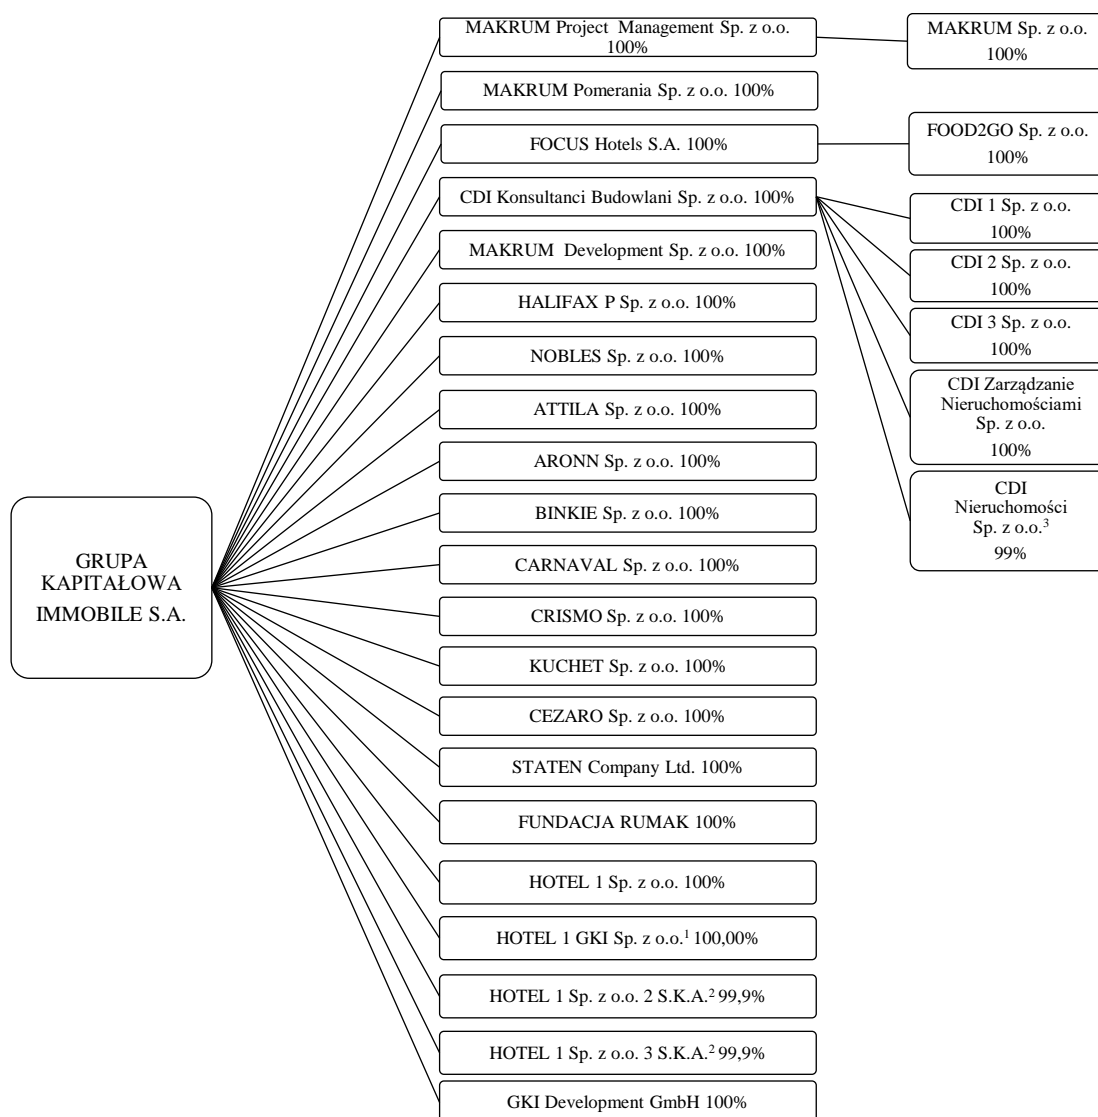 GRUPA
KAPITAŁOWA
IMMOBILE S.A.
MAKRUM Project  Management Sp. z o.o.
100%
MAKRUM Pomerania Sp. z o.o. 100%
FOCUS Hotels S.A. 100%
CDI Konsultanci Budowlani Sp. z o.o. 100%
MAKRUM  Development Sp. z o.o. 100%
HALIFAX P Sp. z o.o. 100%
NOBLES Sp. z o.o. 100%
ATTILA Sp. z o.o. 100%
ARONN Sp. z o.o. 100%
BINKIE Sp. z o.o. 100%
CARNAVAL Sp. z o.o. 100%
CRISMO Sp. z o.o. 100%
KUCHET Sp. z o.o. 100%
CEZARO Sp. z o.o. 100%
STATEN Company Ltd. 100%
FUNDACJA RUMAK 100%
HOTEL 1 Sp. z o.o. 100%
HOTEL 1 GKI Sp. z o.o.¹ 100,00%
HOTEL 1 Sp. z o.o. 2 S.K.A.² 99,9%
HOTEL 1 Sp. z o.o. 3 S.K.A.² 99,9%
GKI Development GmbH 100%
MAKRUM Sp. z o.o.
100%
FOOD2GO Sp. z o.o.
100%
CDI 1 Sp. z o.o.
100%
CDI 2 Sp. z o.o.
100%
CDI 3 Sp. z o.o.
100%
CDI Zarządzanie
Nieruchomościami
Sp. z o.o.
100%
CDI
Nieruchomości
Sp. z o.o.³
99%